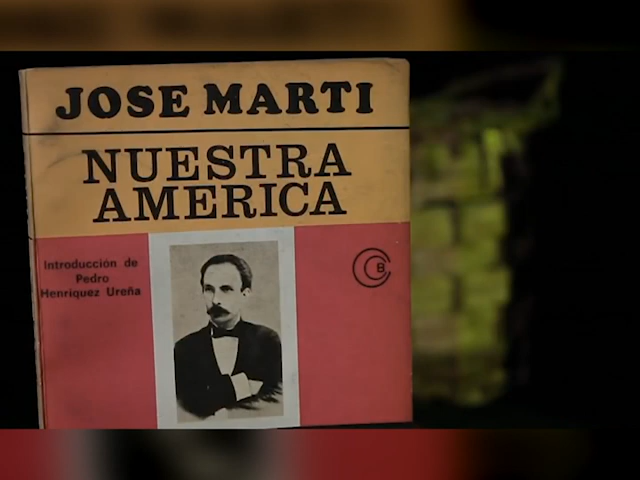 JOSE MARTI
NUESTRA
AMERICA
Introducción de
Pedro
Henriquez Ureña
B